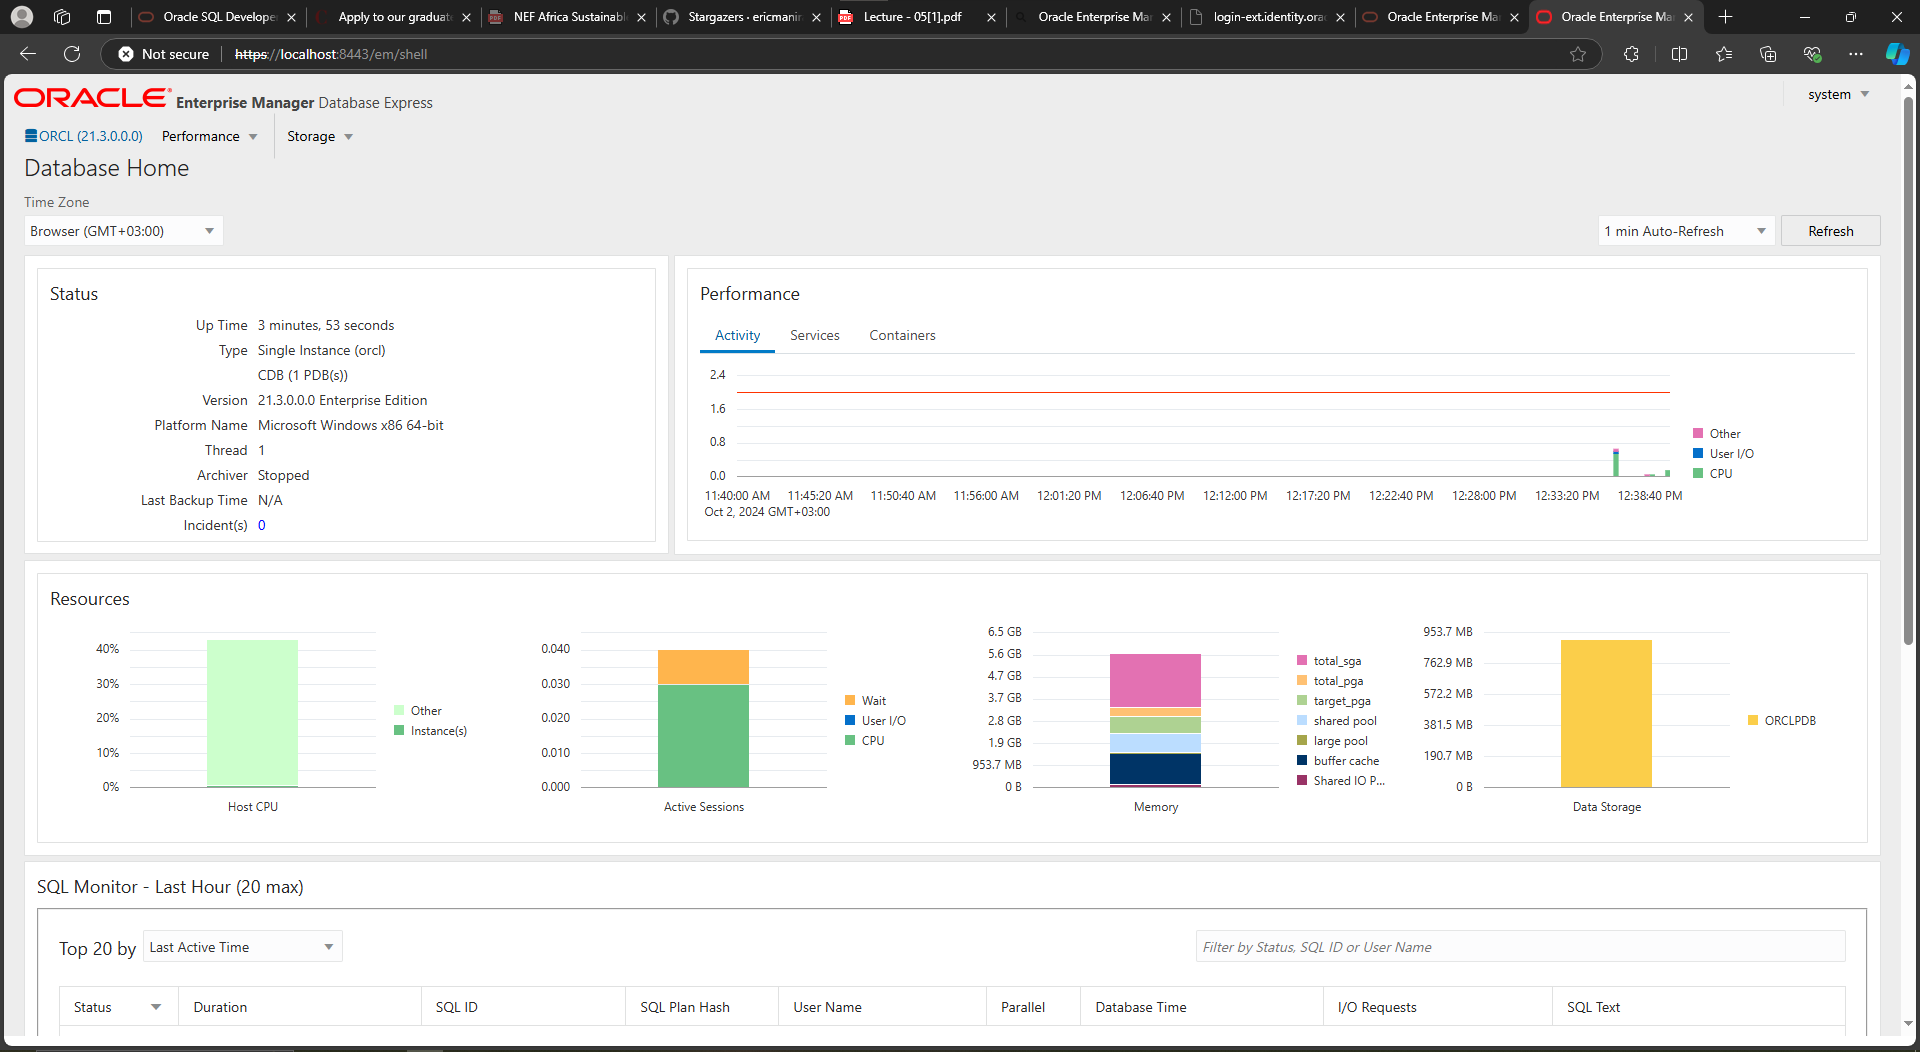 Oracle SQL Develope
Apply to our graduat
NEF Africa Sustainabl
Stargazers · ericmanir
Lecture - 05[1].pdf
Oracle Enterprise Mar
login-ext.identity.orac
Oracle Enterprise Ma
Oracle Enterprise Ma
Not secure
https://localhost:8443/em/shell
ORACLE Enterprise Manager Database Express
system
ORCL (21.3.0.0.0) Performance Storage
Database Home
Time Zone
Browser (GMT+03:00)
1 min Auto-Refresh
Refresh
Status
Up Time 3 minutes, 53 seconds
Type Single Instance (orcl)
CDB (1 PDB(s))
Version 21.3.0.0.0 Enterprise Edition
Platform Name Microsoft Windows x86 64-bit
Thread 1
Archiver Stopped
Last Backup Time N/A
Incident(s) 0
Performance
Activity Services Containers
2.4
1.6
0.8
0.0
11:40:00 AM 11:45:20 AM 11:50:40 AM 11:56:00 AM 12:01:20 PM 12:06:40 PM 12:12:00 PM 12:17:20 PM 12:22:40 PM 12:28:00 PM 12:33:20 PM 12:38:40 PM
Oct 2, 2024 GMT+03:00
Other
User I/O
CPU
Resources
40%
30%
20%
10%
0%
Host CPU
Other
Instance(s)
0.040
0.030
0.020
0.010
0.000
Active Sessions
Wait
User I/O
CPU
6.5 GB
5.6 GB
4.7 GB
3.7 GB
2.8 GB
1.9 GB
953.7 MB
0 B
Memory
total_sga
total_pga
target_pga
shared pool
large pool
buffer cache
Shared IO P...
953.7 MB
762.9 MB
572.2 MB
381.5 MB
190.7 MB
0 B
Data Storage
ORCLPDB
SQL Monitor - Last Hour (20 max)
Top 20 by Last Active Time
Filter by Status, SQL ID or User Name
Status Duration SQL ID SQL Plan Hash User Name Parallel Database Time I/O Requests SQL Text